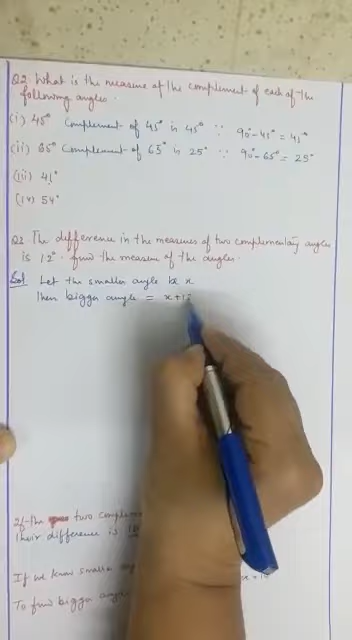 Q2 What is the measure of the complement of each of the
following angles.
(i) 45° Complement of 45° is 45° ∵ 90°-45° = 45°
(ii) 65° Complement of 65° is 25° ∵ 90°-65° = 25°
(iii) 41°
(iv) 54°
Q3 The difference in the measures of two complementary angles
is 12°. find the measure of the angles.
Sol Let the smaller angle be x
Then bigger angle = x+12
If the two
Their difference is
If we know smaller
To find bigger